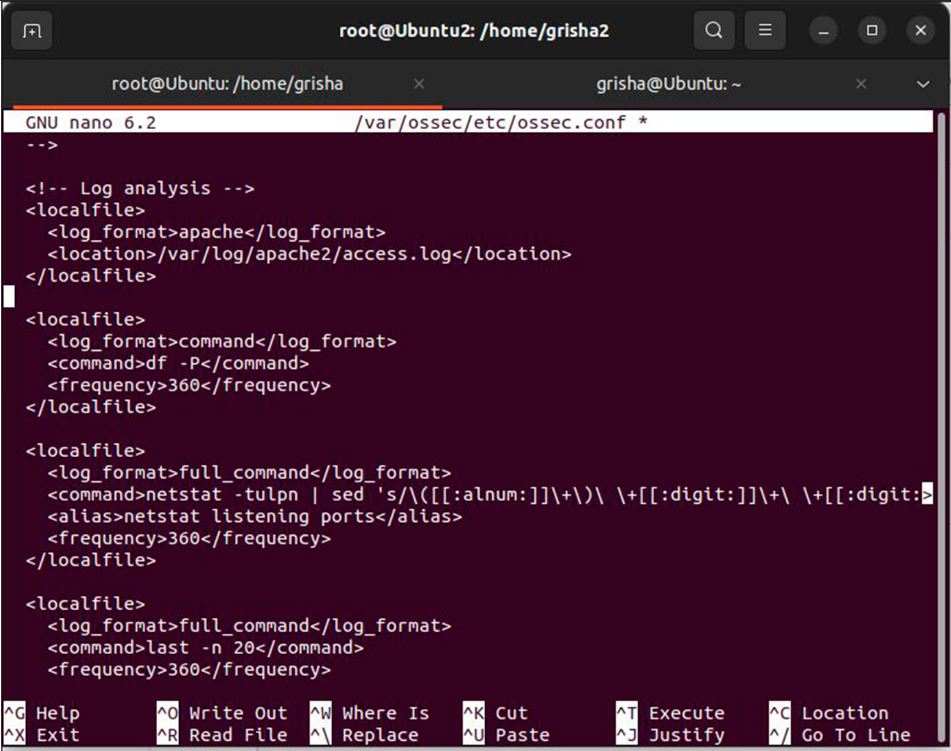 root@Ubuntu2: /home/grisha2
root@Ubuntu: /home/grisha
grisha@Ubuntu: ~
GNU nano 6.2 /var/ossec/etc/ossec.conf *
-->
<!-- Log analysis -->
<localfile>
<log_format>apache</log_format>
<location>/var/log/apache2/access.log</location>
</localfile>
<localfile>
<log_format>command</log_format>
<command>df -P</command>
<frequency>360</frequency>
</localfile>
<localfile>
<log_format>full_command</log_format>
<command>netstat -tulpn | sed 's/\([[:alnum:]]\+\)\ \+[[:digit:]]\+\ \+[[:digit:>
<alias>netstat listening ports</alias>
<frequency>360</frequency>
</localfile>
<localfile>
<log_format>full_command</log_format>
<command>last -n 20</command>
<frequency>360</frequency>
^G Help ^O Write Out ^W Where Is ^K Cut ^T Execute ^C Location
^X Exit ^R Read File ^\ Replace ^U Paste ^J Justify ^/ Go To Line